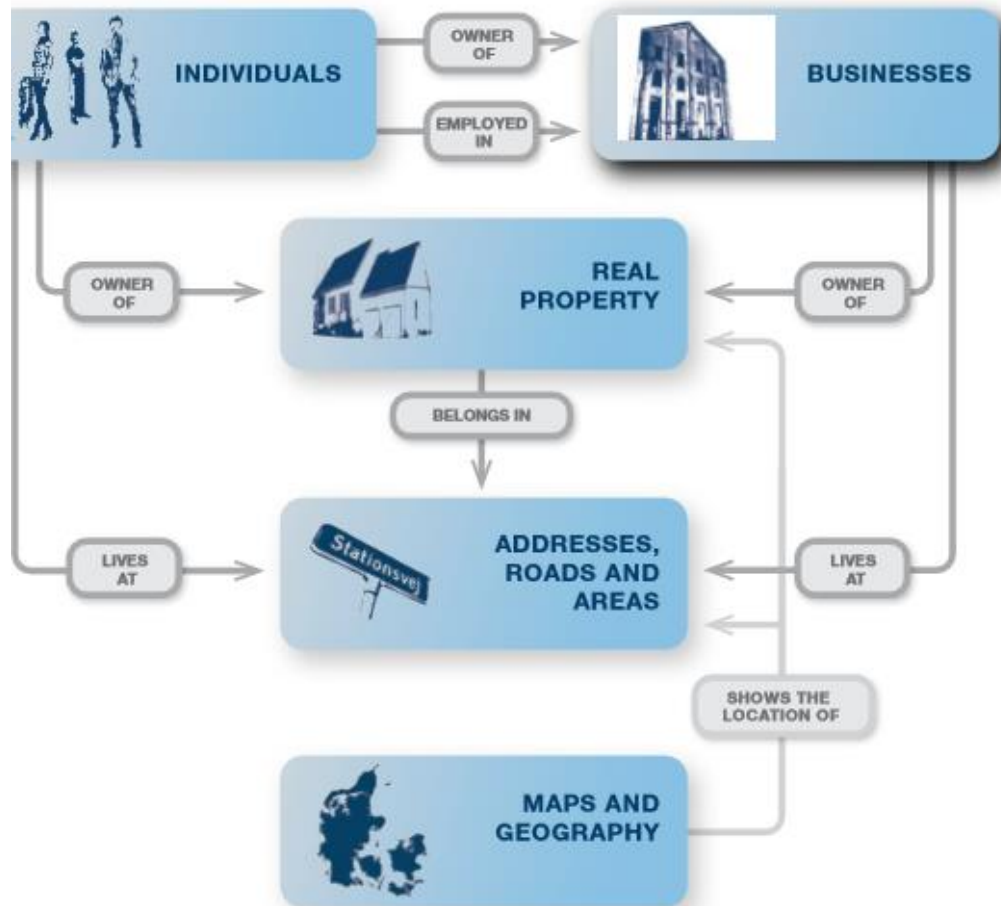 OWNER
OF
INDIVIDUALS
BUSINESSES
EMPLOYED
IN
REAL
PROPERTY
OWNER
OF
OWNER
OF
BELONGS IN
Stationsvej
ADDRESSES,
ROADS AND
AREAS
LIVES
AT
LIVES
AT
SHOWS THE
LOCATION OF
MAPS AND
GEOGRAPHY